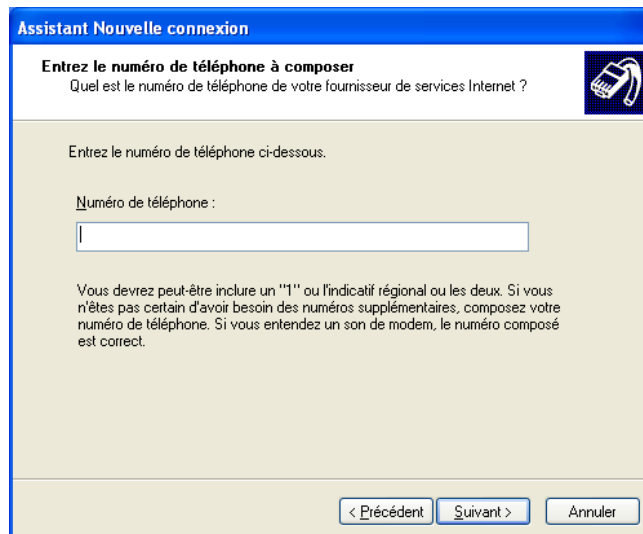 Assistant Nouvelle connexion
Entrez le numéro de téléphone à composer
Quel est le numéro de téléphone de votre fournisseur de services Internet ?
Entrez le numéro de téléphone ci-dessous.
Numéro de téléphone :
Vous devrez peut-être inclure un "1" ou l'indicatif régional ou les deux. Si vous
n'êtes pas certain d'avoir besoin des numéros supplémentaires, composez votre
numéro de téléphone. Si vous entendez un son de modem, le numéro composé
est correct.
< Précédent Suivant > Annuler